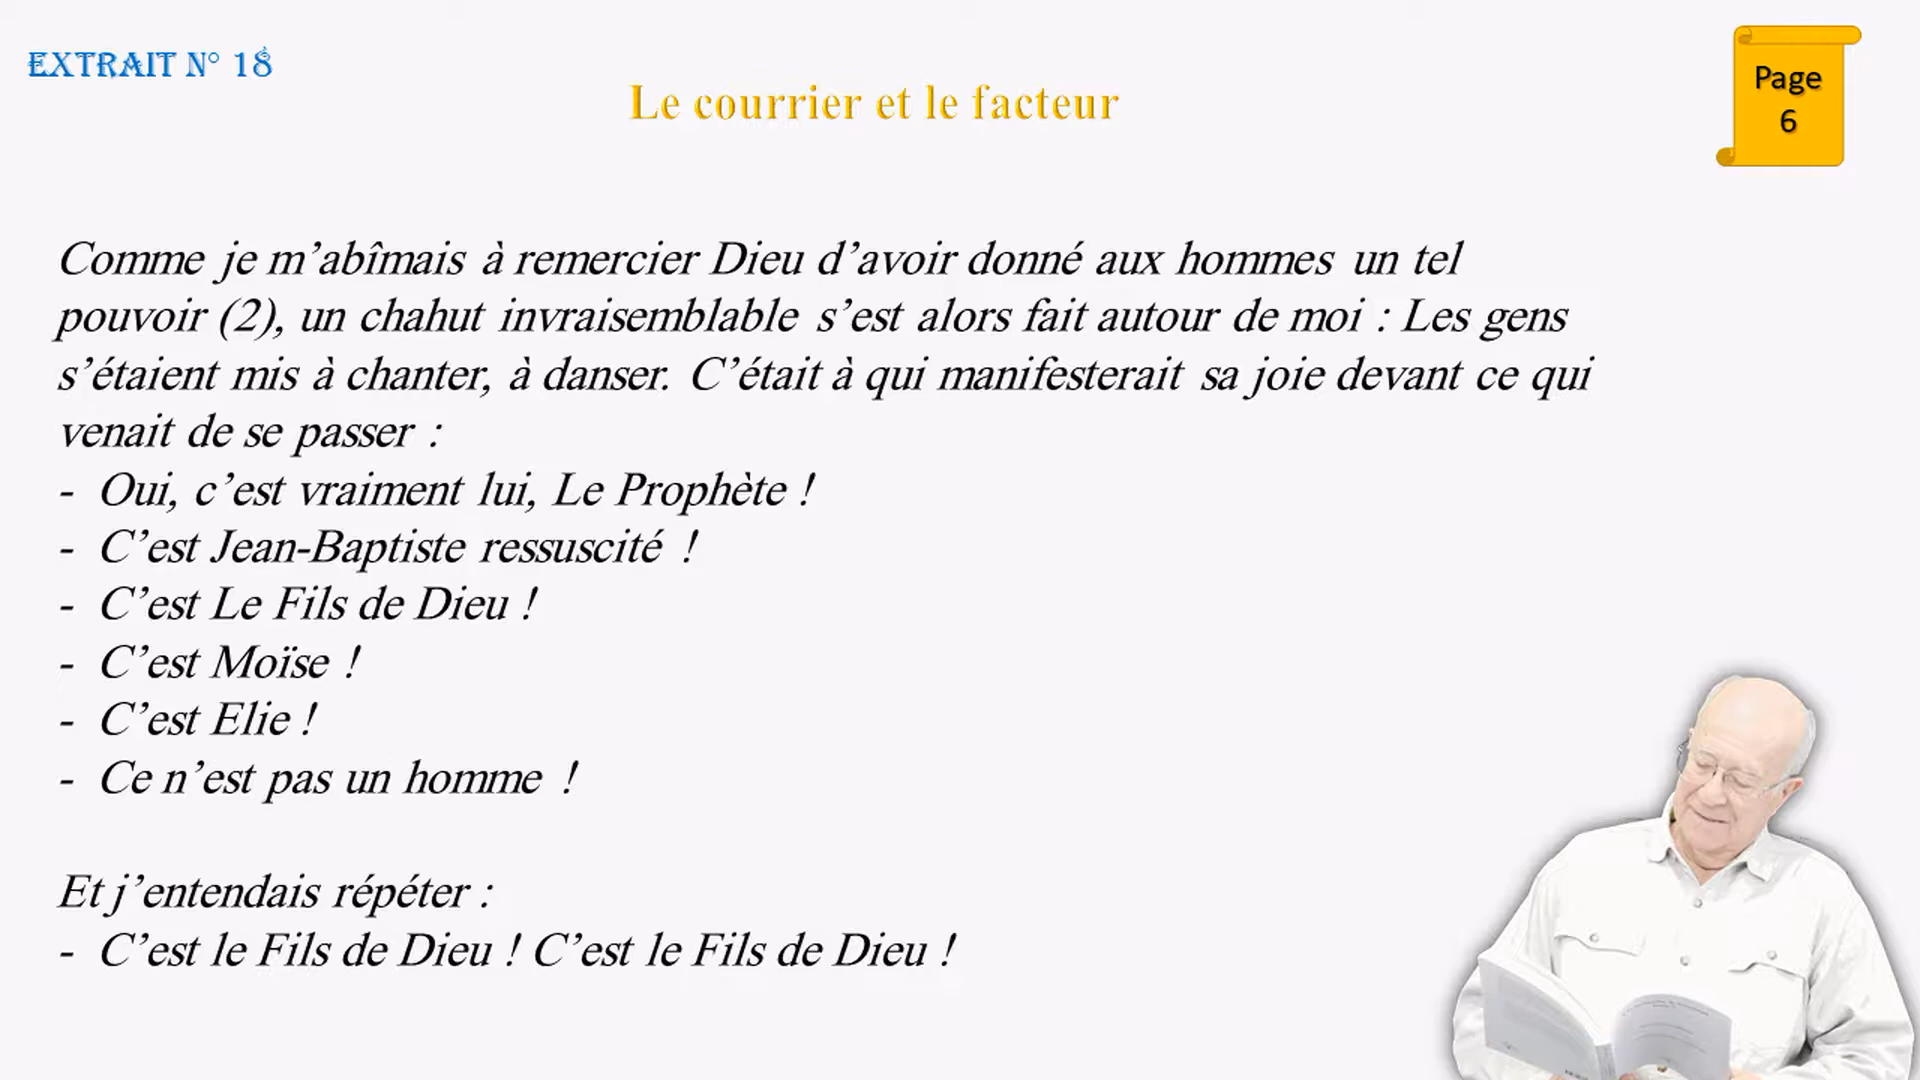 EXTRAIT N° 18
Le courrier et le facteur
Page
6
Comme je m’abîmais à remercier Dieu d’avoir donné aux hommes un tel
pouvoir (2), un chahut invraisemblable s’est alors fait autour de moi : Les gens
s’étaient mis à chanter, à danser. C’était à qui manifesterait sa joie devant ce qui
venait de se passer :
- Oui, c’est vraiment lui, Le Prophète !
- C’est Jean-Baptiste ressuscité !
- C’est Le Fils de Dieu !
- C’est Moïse !
- C’est Elie !
- Ce n’est pas un homme !
Et j’entendais répéter :
- C’est le Fils de Dieu ! C’est le Fils de Dieu !